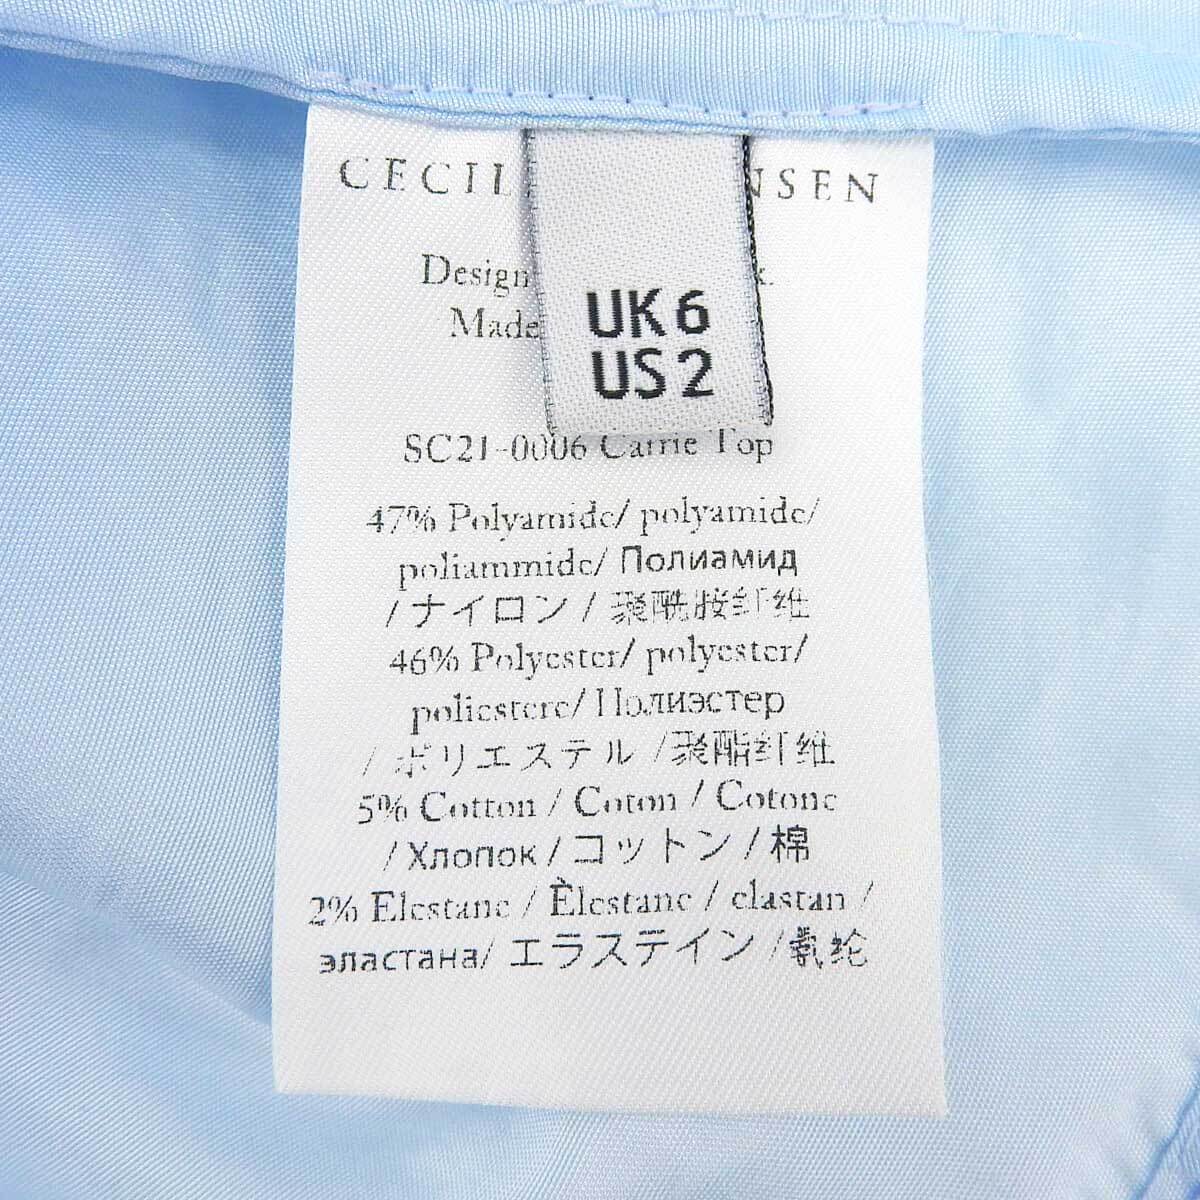 CECIL NSEN
Design
Made
UK 6
US 2
SC21-0006 Carrie Top
47% Polyamide/ polyamide/
poliammide/ Полиамид
/ ナイロン / 聚酰胺纤维
46% Polyester/ polyester/
poliestere/ Полиэстер
/ ポリエステル / 聚酯纤维
5% Cotton / Coton / Cotone
/ Хлопок / コットン / 棉
2% Elestane / Èlestane / elastan /
эластана/ エラステイン / 氨纶